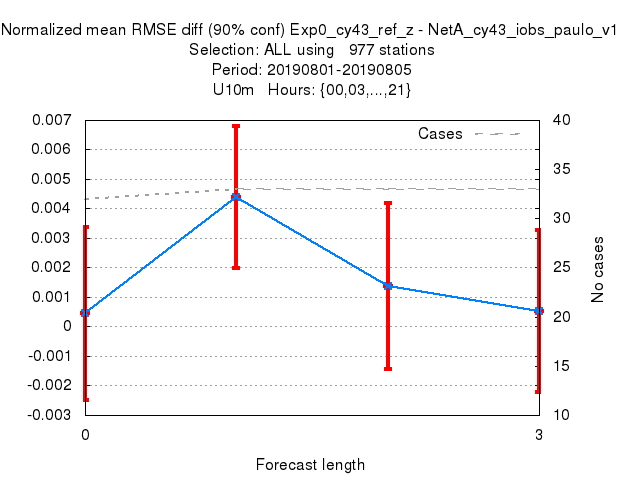 Normalized mean RMSE diff (90% conf) Exp0_cy43_ref_z - NetA_cy43_iobs_paulo_v1
Selection: ALL using   977 stations
Period: 20190801-20190805
U10m   Hours: {00,03,...,21}
0.007
0.006
0.005
0.004
0.003
0.002
0.001
0
-0.001
-0.002
-0.003
Cases
40
35
30
25
20
15
10
No cases
0
3
Forecast length